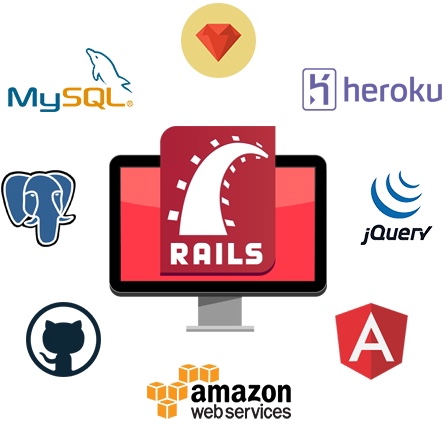 MySQL®
heroku
RAILS
jQuery
A
amazon
web services